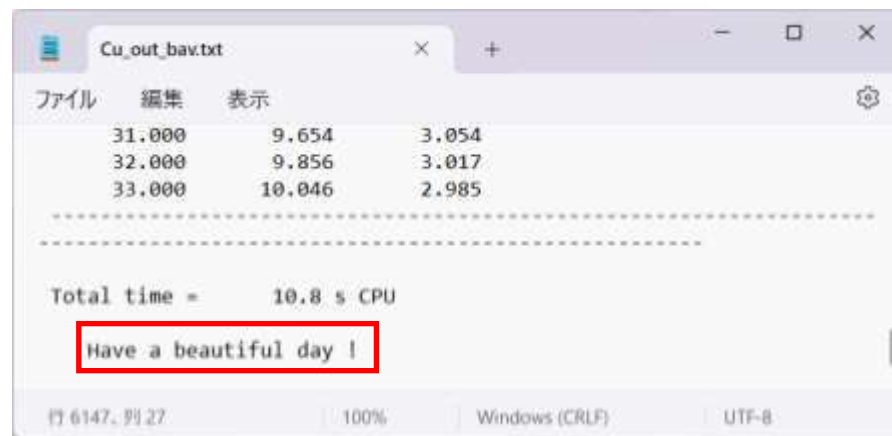 Cu_out_bav.txt
ファイル 編集 表示
31.000 9.654 3.054
32.000 9.856 3.017
33.000 10.046 2.985
Total time = 10.8 s CPU
Have a beautiful day !
行 6147、列 27 100% Windows (CRLF) UTF-8